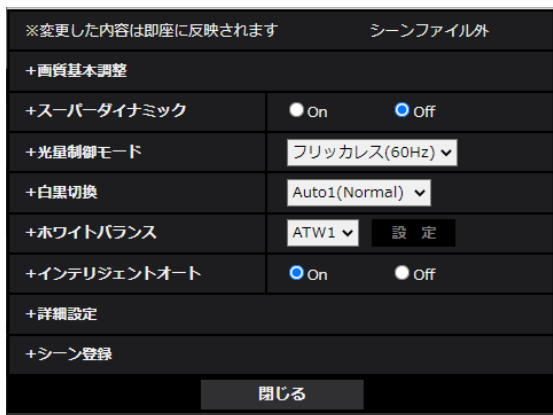 ※変更した内容は即座に反映されます シーンファイル外
+画質基本調整
+スーパーダイナミック On Off
+光量制御モード フリッカレス(60Hz)
+白黒切換 Auto1(Normal)
+ホワイトバランス ATW1 設 定
+インテリジェントオート On Off
+詳細設定
+シーン登録
閉じる